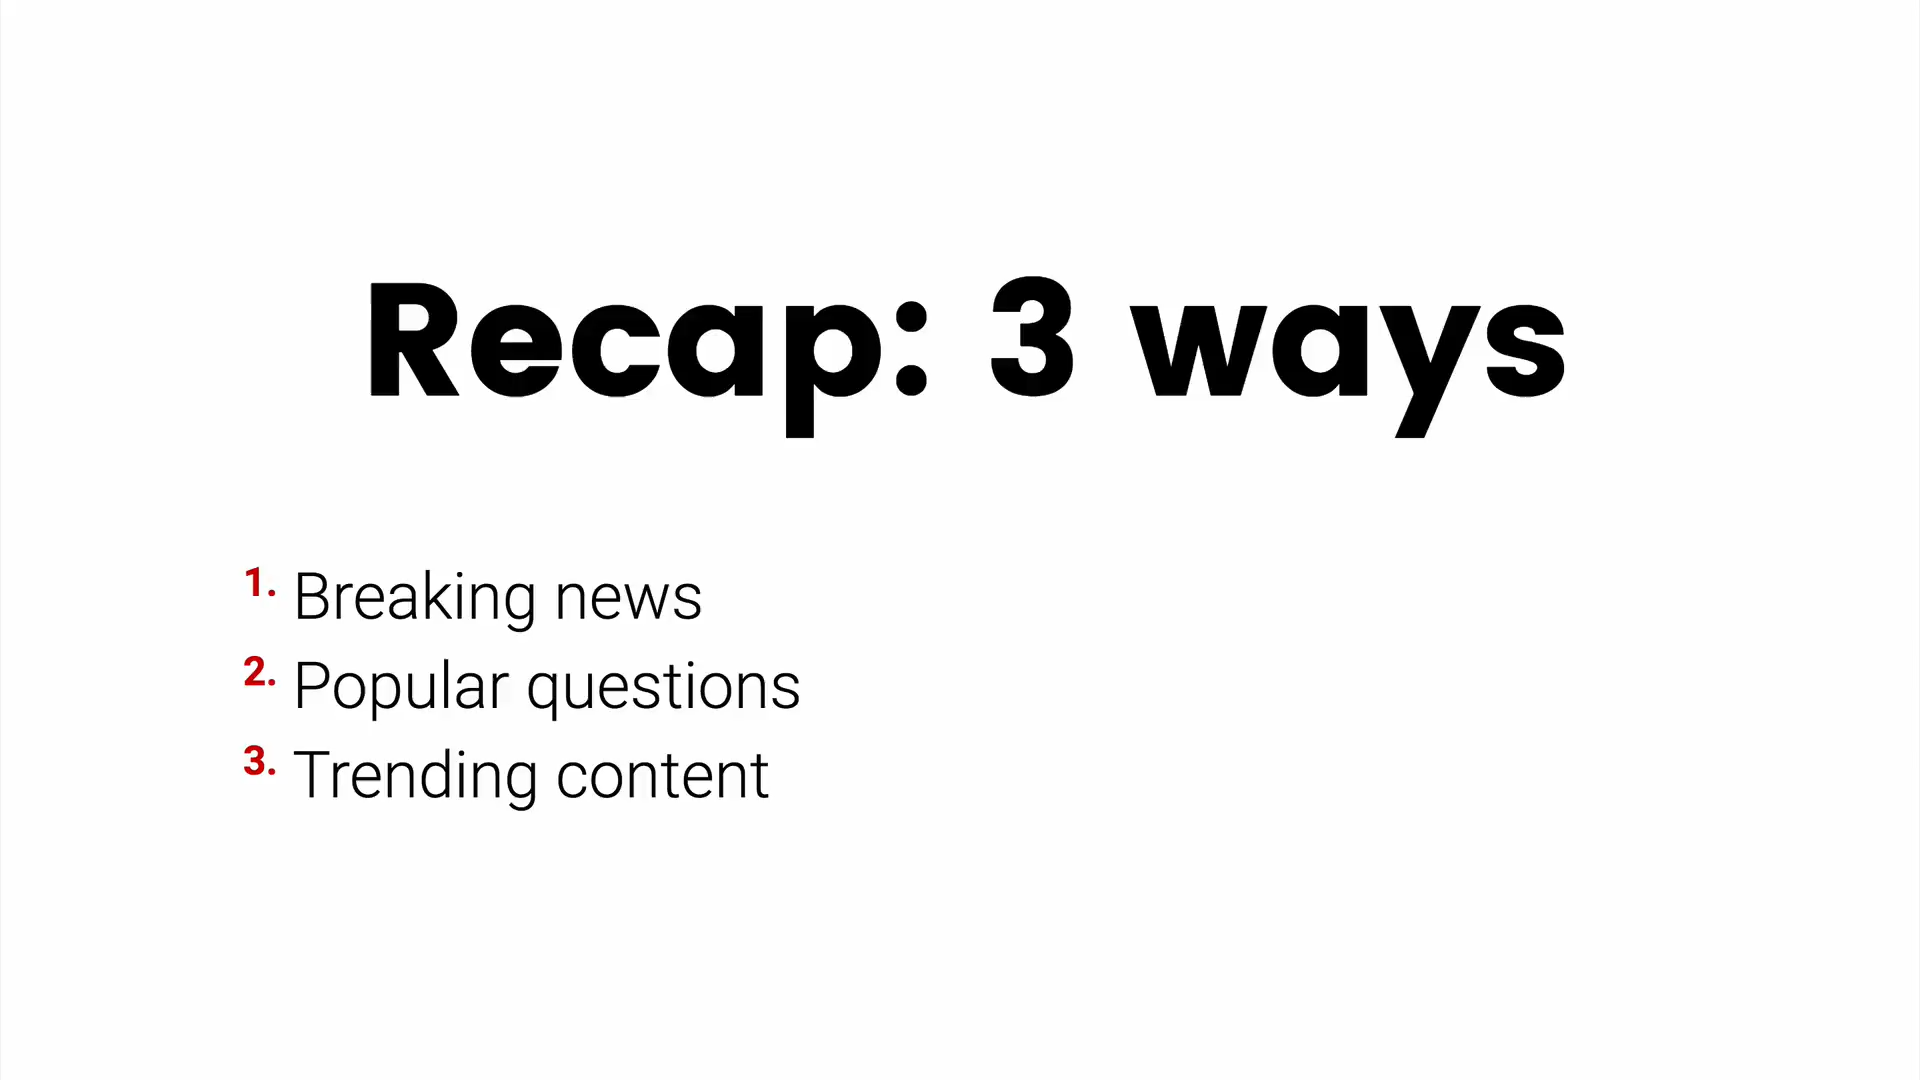 Recap: 3 ways
1. Breaking news
2. Popular questions
3. Trending content